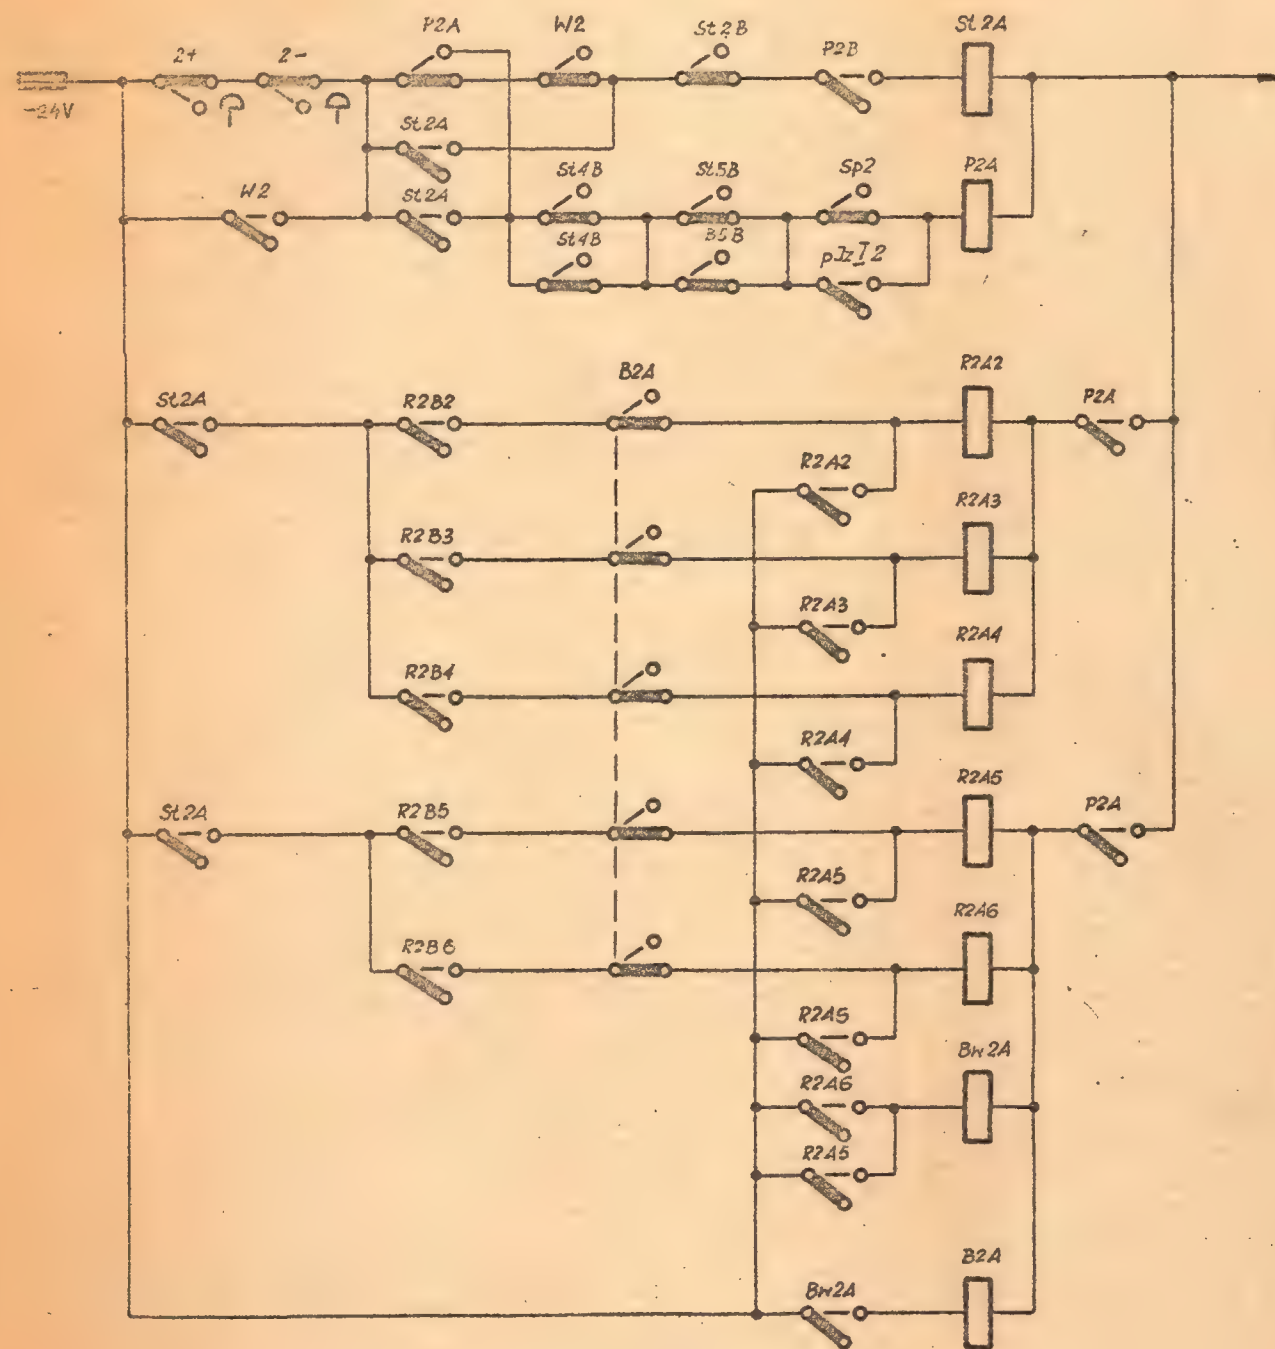 P2A W2 St2B St2A
2+ 2- P2B
-24V
St2A
St4B St5B Sp2 P2A
W2 St2A
St4B B5B pJzI2
R2A2
B2A
St2A R2B2 P2A
R2A2
R2A3
R2B3
R2A3
R2A4
R2B4
R2A4
R2A5
St2A R2B5 P2A
R2A5
R2A6
R2B6
R2A5
Bw2A
R2A6
R2A5
B2A
Bw2A